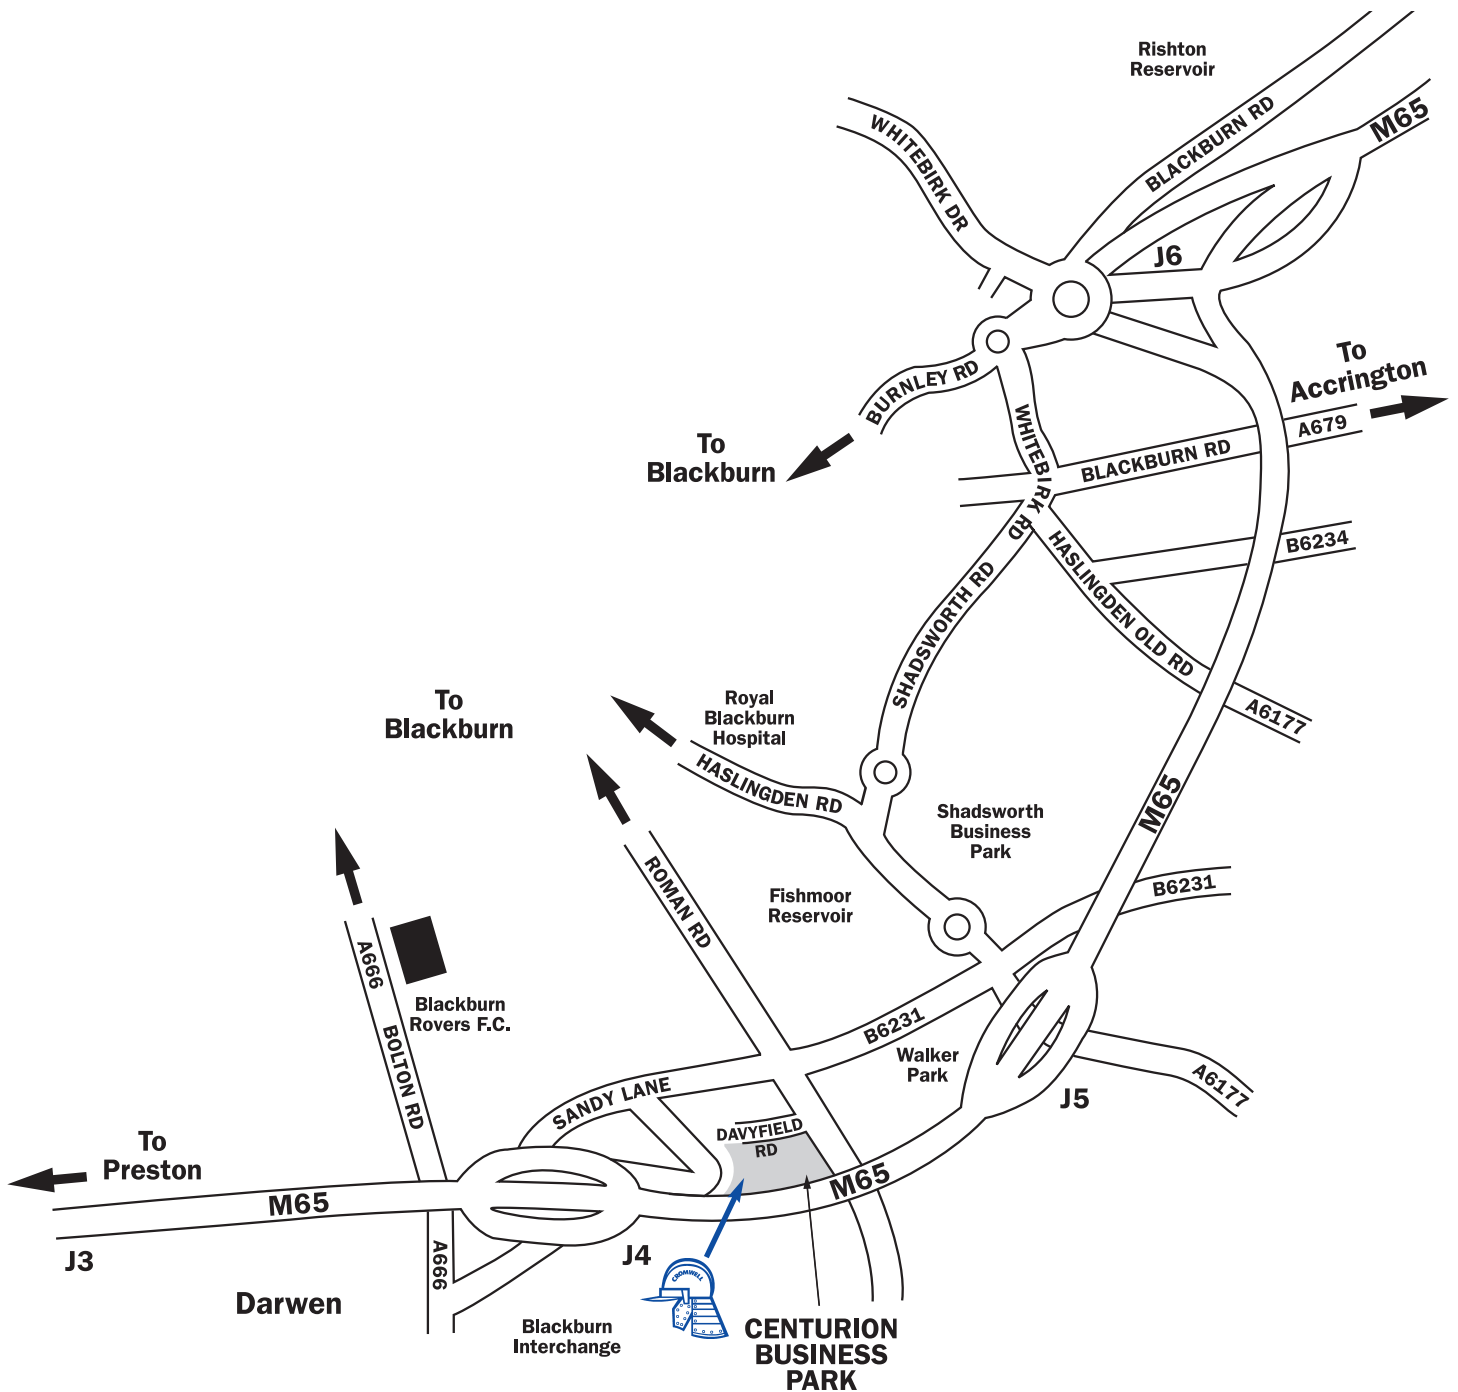 Rishton
Reservoir
BLACKBURN RD
M65
WHITEBIRK DR
J6
To
Accrington
BURNLEY RD
A679
To
Blackburn
WHITEBIRK RD
BLACKBURN RD
B6234
HASLINGDEN OLD RD
SHADSWORTH RD
A6177
To
Blackburn
Royal
Blackburn
Hospital
HASLINGDEN RD
M65
Shadsworth
Business
Park
ROMAN RD
Fishmoor
Reservoir
B6231
A666
Blackburn
Rovers F.C.
BOLTON RD
B6231
Walker
Park
J5
A6177
SANDY LANE
DAVYFIELD
RD
To
Preston
M65
M65
J3
A666
J4
CROMWELL
Darwen
Blackburn
Interchange
CENTURION
BUSINESS
PARK